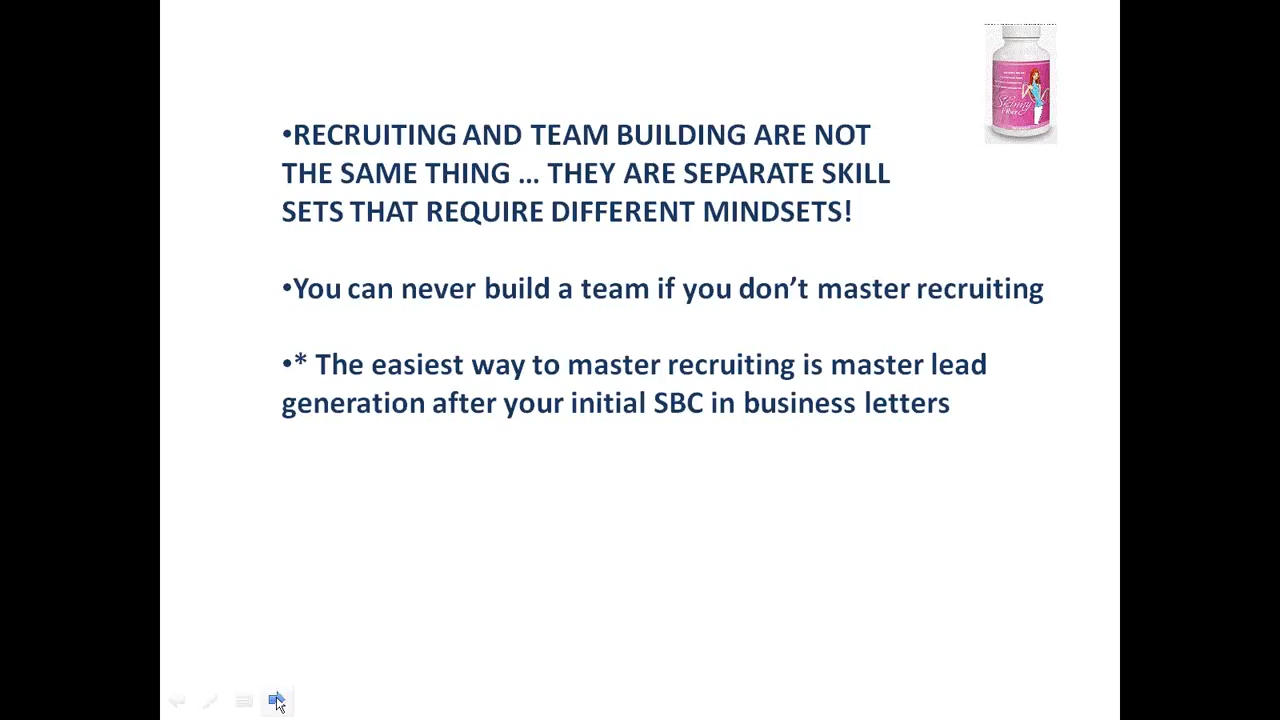 •RECRUITING AND TEAM BUILDING ARE NOT
THE SAME THING … THEY ARE SEPARATE SKILL
SETS THAT REQUIRE DIFFERENT MINDSETS!
•You can never build a team if you don’t master recruiting
•* The easiest way to master recruiting is master lead
generation after your initial SBC in business letters
Skinny